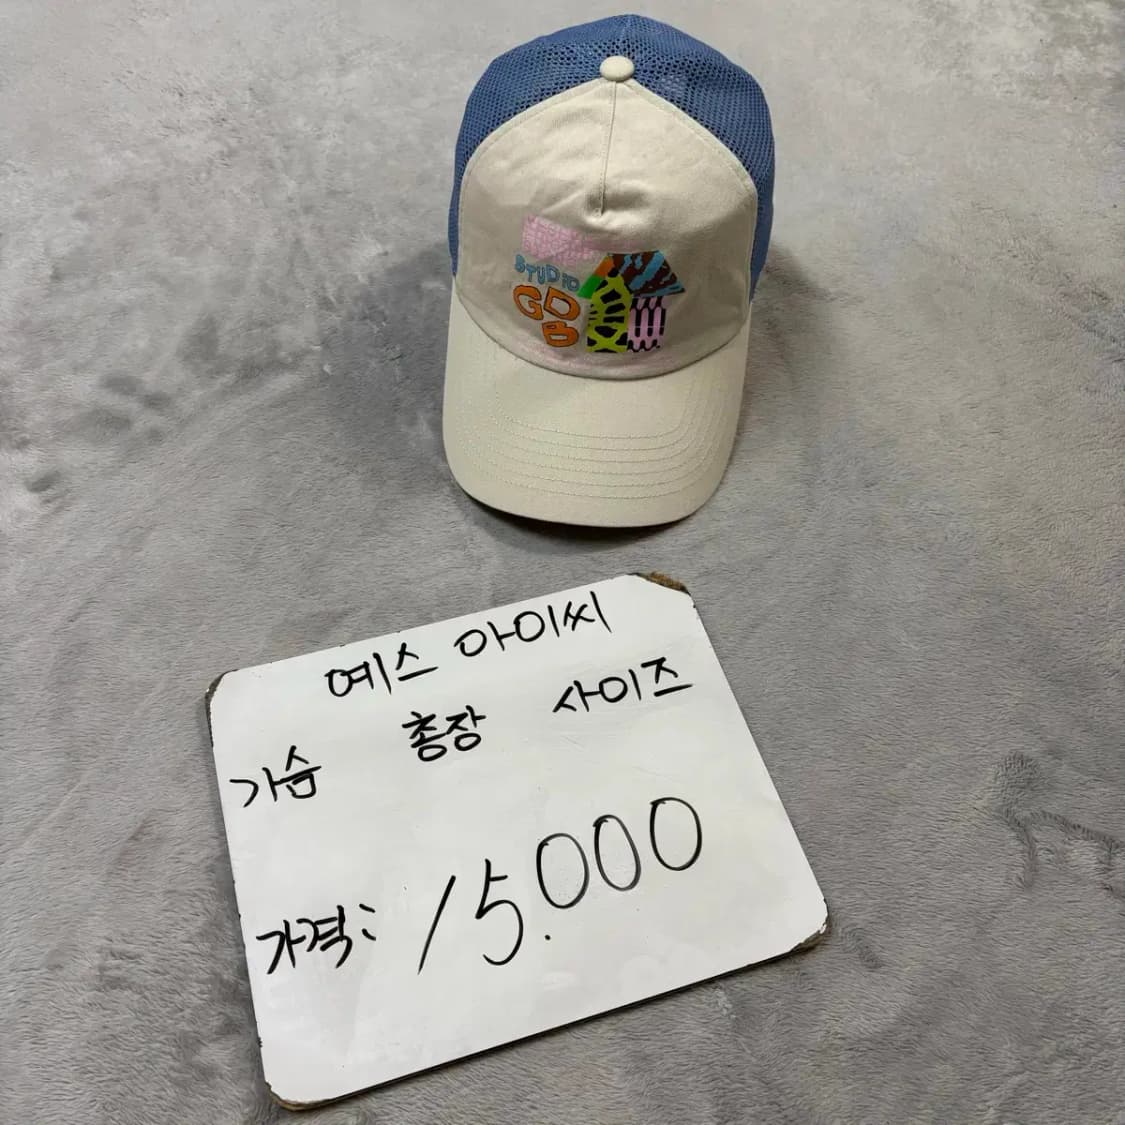 STUDIO
GD
B
예스 아이씨
가슴 총장 사이즈
가격: 15.000